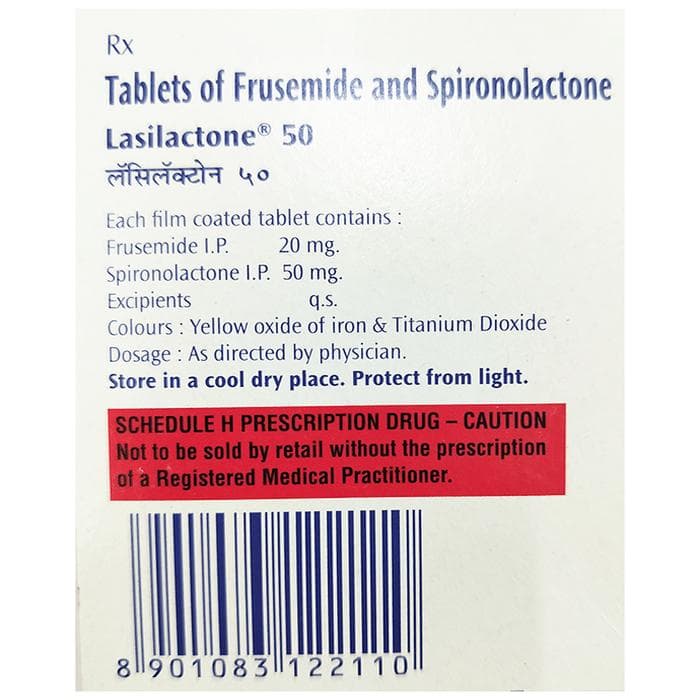 Rx
Tablets of Frusemide and Spironolactone
Lasilactone® 50
लॅसिलॅक्टोन ५०
Each film coated tablet contains :
Frusemide I.P. 20 mg.
Spironolactone I.P. 50 mg.
Excipients q.s.
Colours : Yellow oxide of iron & Titanium Dioxide
Dosage : As directed by physician.
Store in a cool dry place. Protect from light.
SCHEDULE H PRESCRIPTION DRUG – CAUTION
Not to be sold by retail without the prescription
of a Registered Medical Practitioner.
8 901083 122110